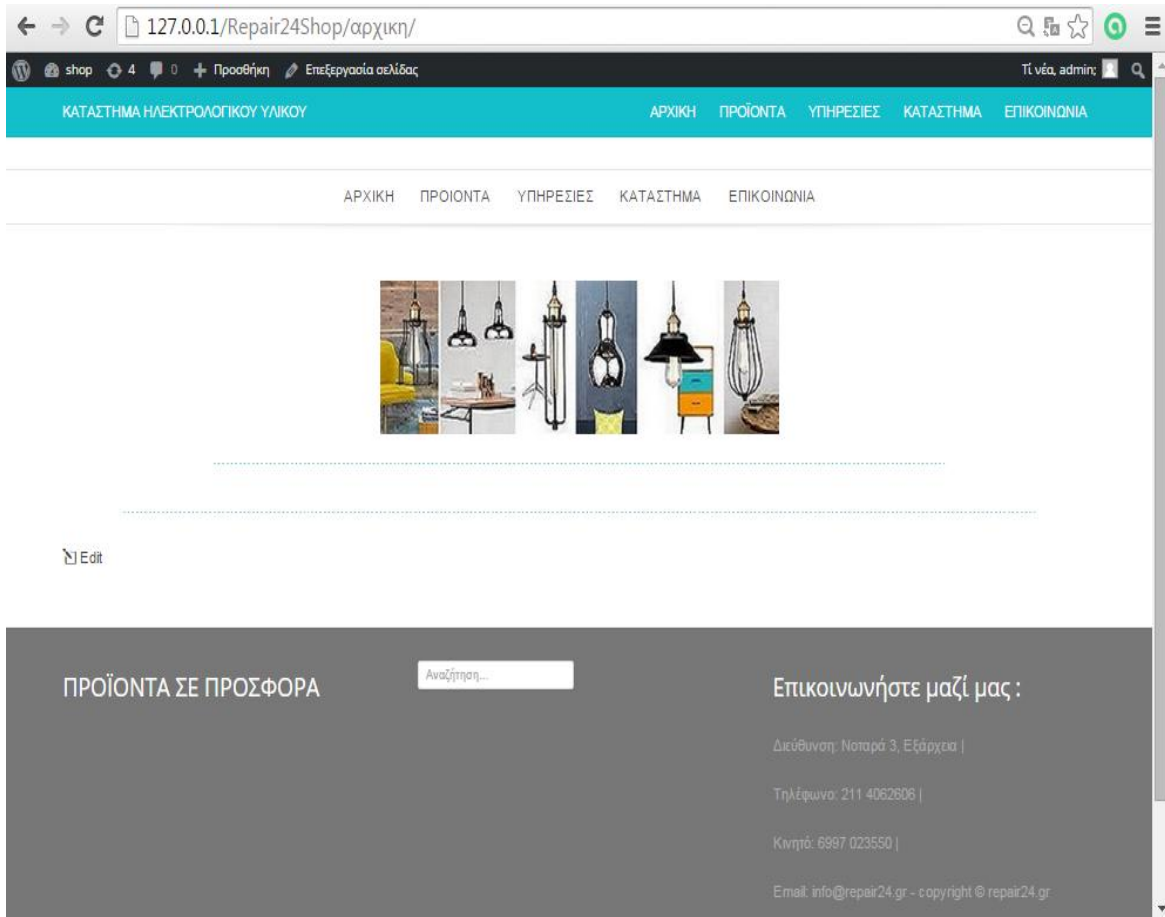 127.0.0.1/Repair24Shop/αρχικη/
shop 4 0 Προσθήκη Επεξεργασία σελίδας Τί νέα, admin;
ΚΑΤΑΣΤΗΜΑ ΗΛΕΚΤΡΟΛΟΓΙΚΟΥ ΥΛΙΚΟΥ ΑΡΧΙΚΗ ΠΡΟΪΟΝΤΑ ΥΠΗΡΕΣΙΕΣ ΚΑΤΑΣΤΗΜΑ ΕΠΙΚΟΙΝΩΝΙΑ
ΑΡΧΙΚΗ ΠΡΟΙΟΝΤΑ ΥΠΗΡΕΣΙΕΣ ΚΑΤΑΣΤΗΜΑ ΕΠΙΚΟΙΝΩΝΙΑ
Edit
ΠΡΟΪΟΝΤΑ ΣΕ ΠΡΟΣΦΟΡΑ
Αναζήτηση...
Επικοινωνήστε μαζί μας :
Διεύθυνση: Νοταρά 3, Εξάρχεια |
Τηλέφωνο: 211 4062606 |
Κινητό: 6997 023550 |
Email: info@repair24.gr - copyright © repair24.gr